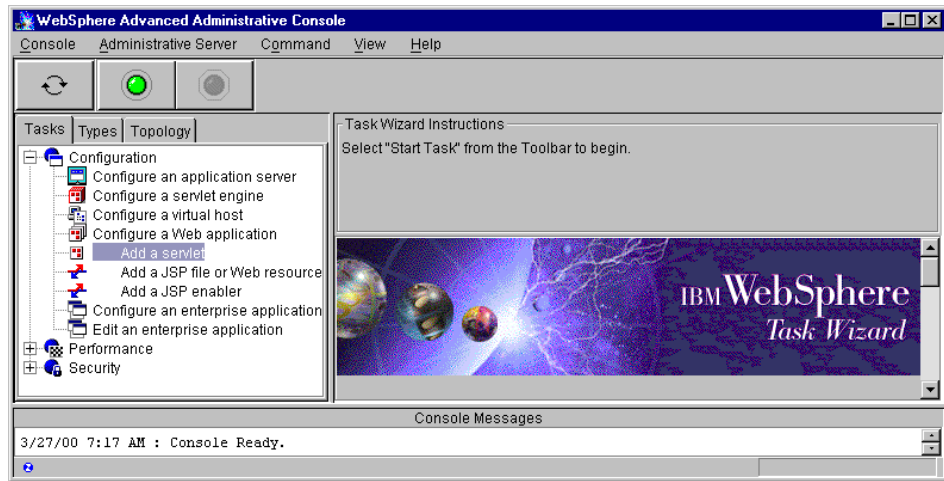 WebSphere Advanced Administrative Console
Console Administrative Server Command View Help
Tasks Types Topology
Configuration
Configure an application server
Configure a servlet engine
Configure a virtual host
Configure a Web application
Add a servlet
Add a JSP file or Web resource
Add a JSP enabler
Configure an enterprise application
Edit an enterprise application
Performance
Security
Task Wizard Instructions
Select "Start Task" from the Toolbar to begin.
IBM WebSphere
Task Wizard
Console Messages
3/27/00 7:17 AM : Console Ready.